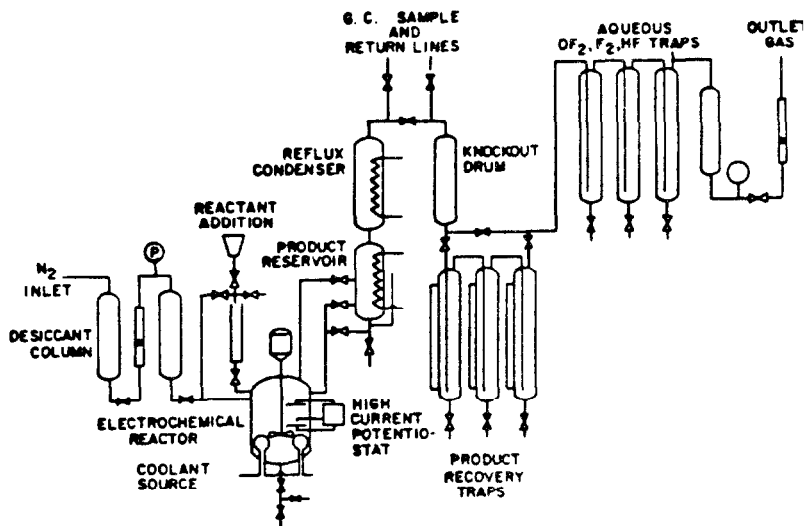 G. C. SAMPLE
AND
RETURN LINES
AQUEOUS
OF2, F2, HF TRAPS
OUTLET
GAS
REFLUX
CONDENSER
KNOCKOUT
DRUM
REACTANT
ADDITION
PRODUCT
RESERVOIR
P
N2
INLET
DESICCANT
COLUMN
ELECTROCHEMICAL
REACTOR
HIGH
CURRENT
POTENTIO-
STAT
COOLANT
SOURCE
PRODUCT
RECOVERY
TRAPS